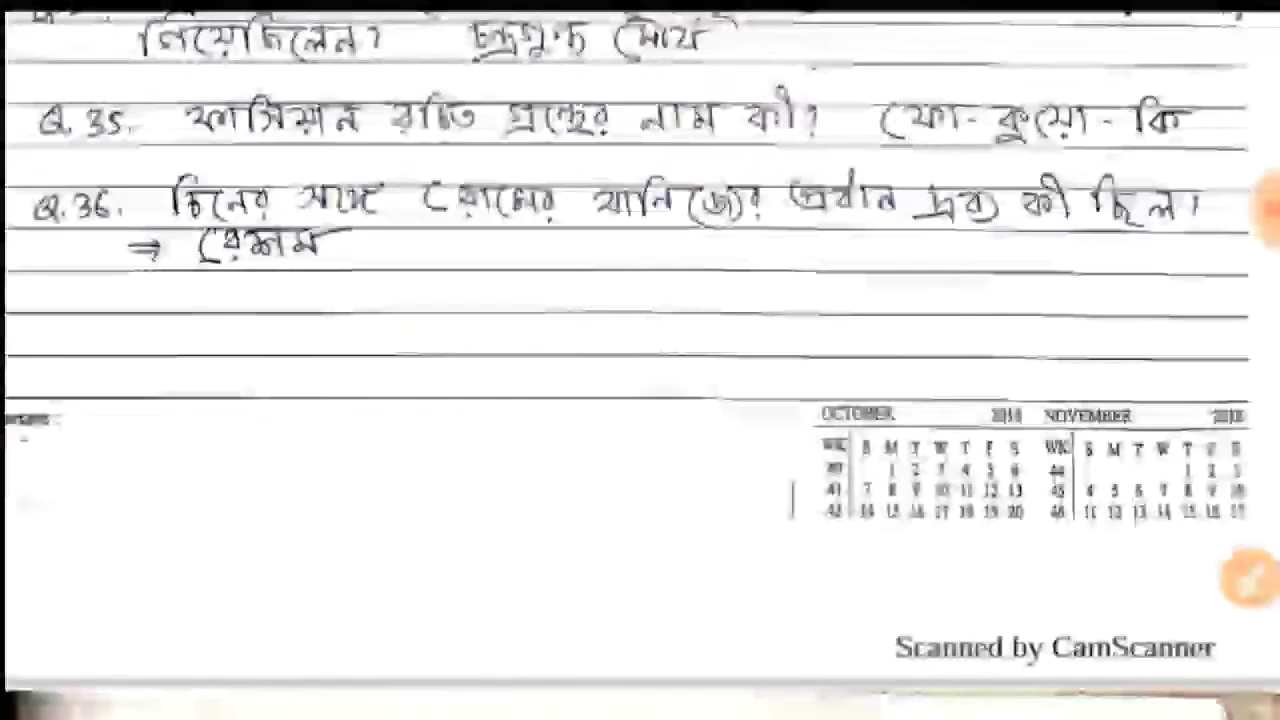 নিয়েছিলেন? চন্দ্রগুপ্ত মৌর্য
Q. 35. ফাসিয়ান রচিত গ্রন্থের নাম কী? ফো-কুয়ো-কি
Q. 36. চিনের সঙ্গে রোমের বানিজ্যের প্রধান দ্রব্য কী ছিল।
⇒ রেশম
OCTOBER 2018 NOVEMBER 2018
WK S M T W T F S WK S M T W T F S
40 1 2 3 4 5 6 44 1 2 3
41 7 8 9 10 11 12 13 45 4 5 6 7 8 9 10
42 14 15 16 17 18 19 20 46 11 12 13 14 15 16 17
Scanned by CamScanner